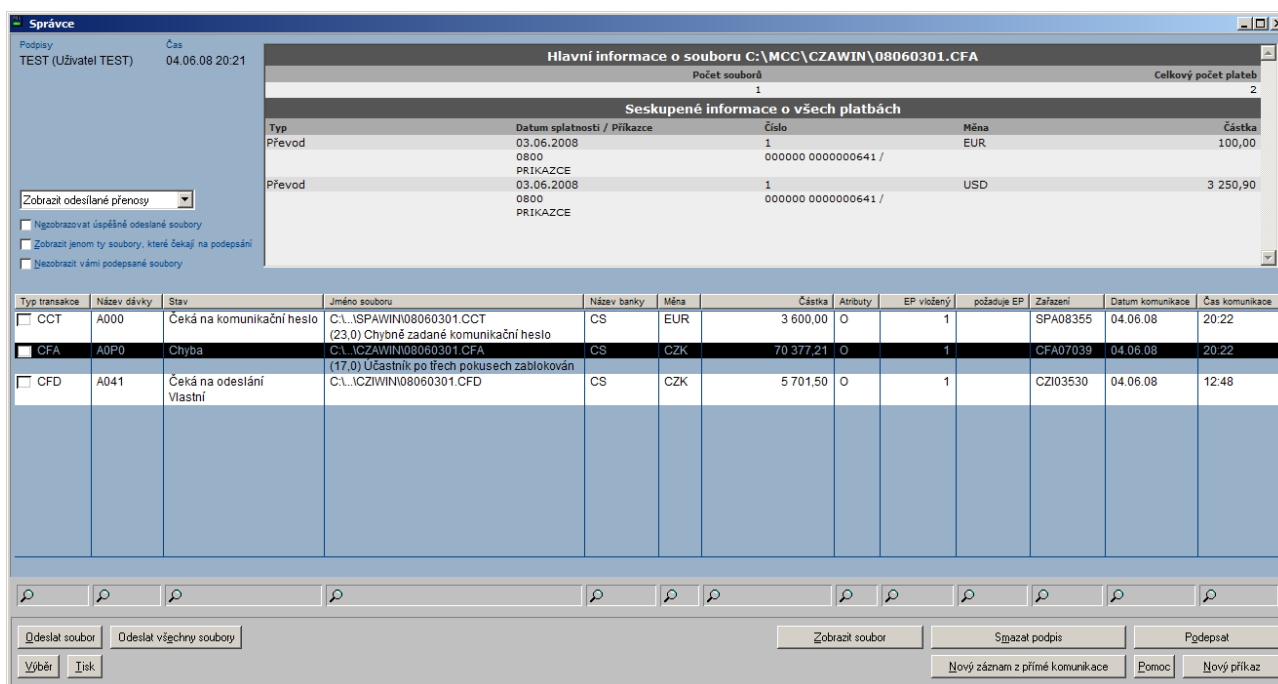 Správce
Podpisy Čas
TEST (Uživatel TEST) 04.06.08 20:21
Hlavní informace o souboru C:\MCC\CZAWIN\08060301.CFA
Počet souborů Celkový počet plateb
1 2
Seskupené informace o všech platbách
Typ Datum splatnosti / Příkazce Číslo Měna Částka
Převod 03.06.2008 1 EUR 100,00
0800 000000 0000000641 /
PRIKAZCE
Převod 03.06.2008 1 USD 3 250,90
0800 000000 0000000641 /
PRIKAZCE
Zobrazit odesílané přenosy
Nezobrazovat úspěšně odeslané soubory
Zobrazit jenom ty soubory, které čekají na podepsání
Nezobrazit vámi podepsané soubory
Typ transakce Název dávky Stav Jméno souboru Název banky Měna Částka Atributy EP vložený požaduje EP Zařazení Datum komunikace Čas komunikace
CCT A000 Čeká na komunikační heslo C:\...\SPAWIN\08060301.CCT CS EUR 3 600,00 O 1 SPA08355 04.06.08 20:22
(23,0) Chybně zadané komunikační heslo
CFA A0P0 Chyba C:\...\CZAWIN\08060301.CFA CS CZK 70 377,21 O 1 CFA07039 04.06.08 20:22
(17,0) Účastník po třech pokusech zablokován
CFD A041 Čeká na odeslání C:\...\CZIWIN\08060301.CFD CS CZK 5 701,50 O 1 CZI03530 04.06.08 12:48
Vlastní
Odeslat soubor Odeslat všechny soubory Zobrazit soubor Smazat podpis Podepsat
Výběr Tisk Nový záznam z přímé komunikace Pomoc Nový příkaz